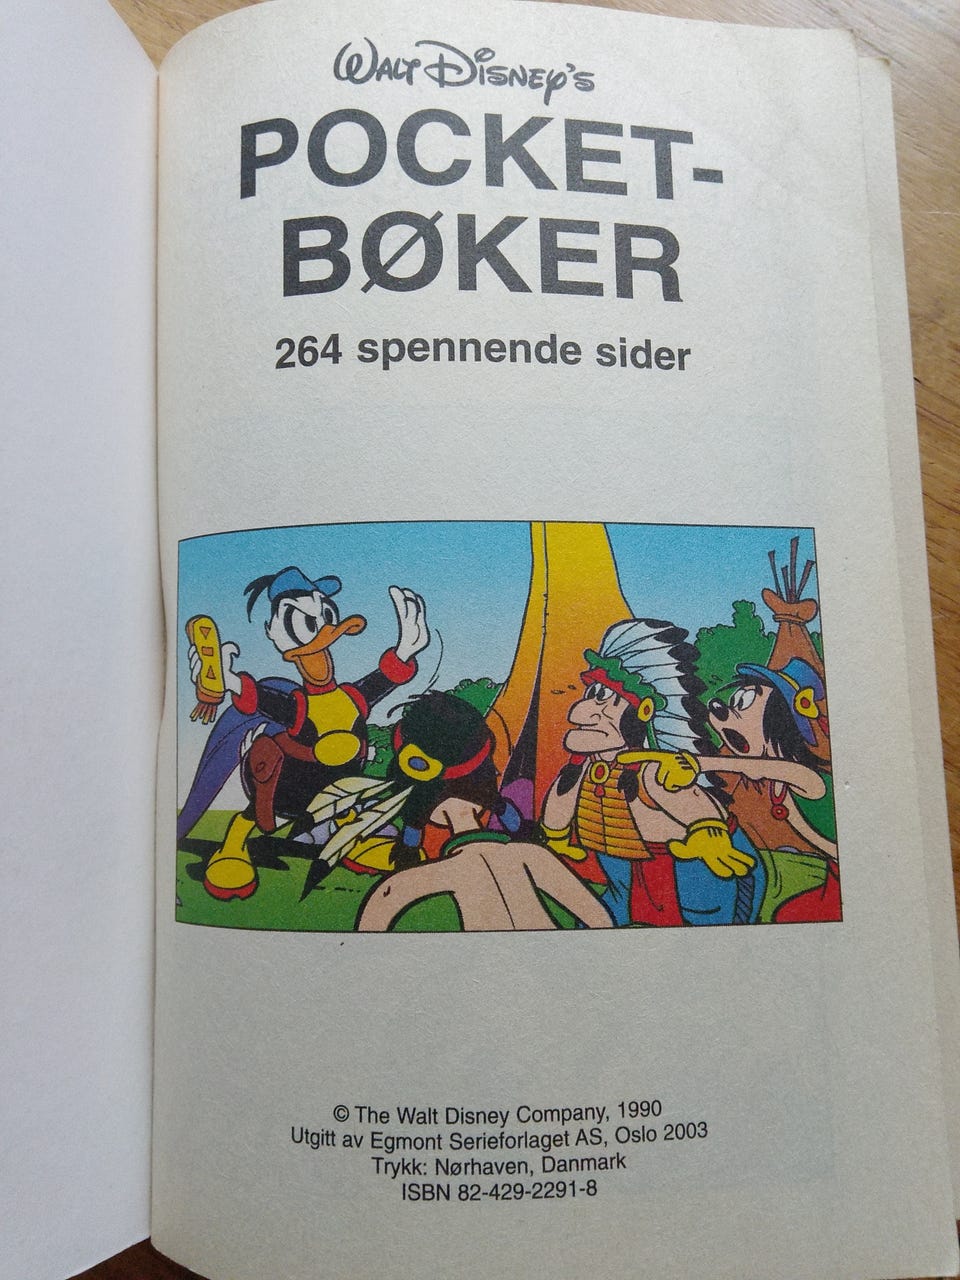 Walt Disney's
POCKET-
BØKER
264 spennende sider
© The Walt Disney Company, 1990
Utgitt av Egmont Serieforlaget AS, Oslo 2003
Trykk: Nørhaven, Danmark
ISBN 82-429-2291-8